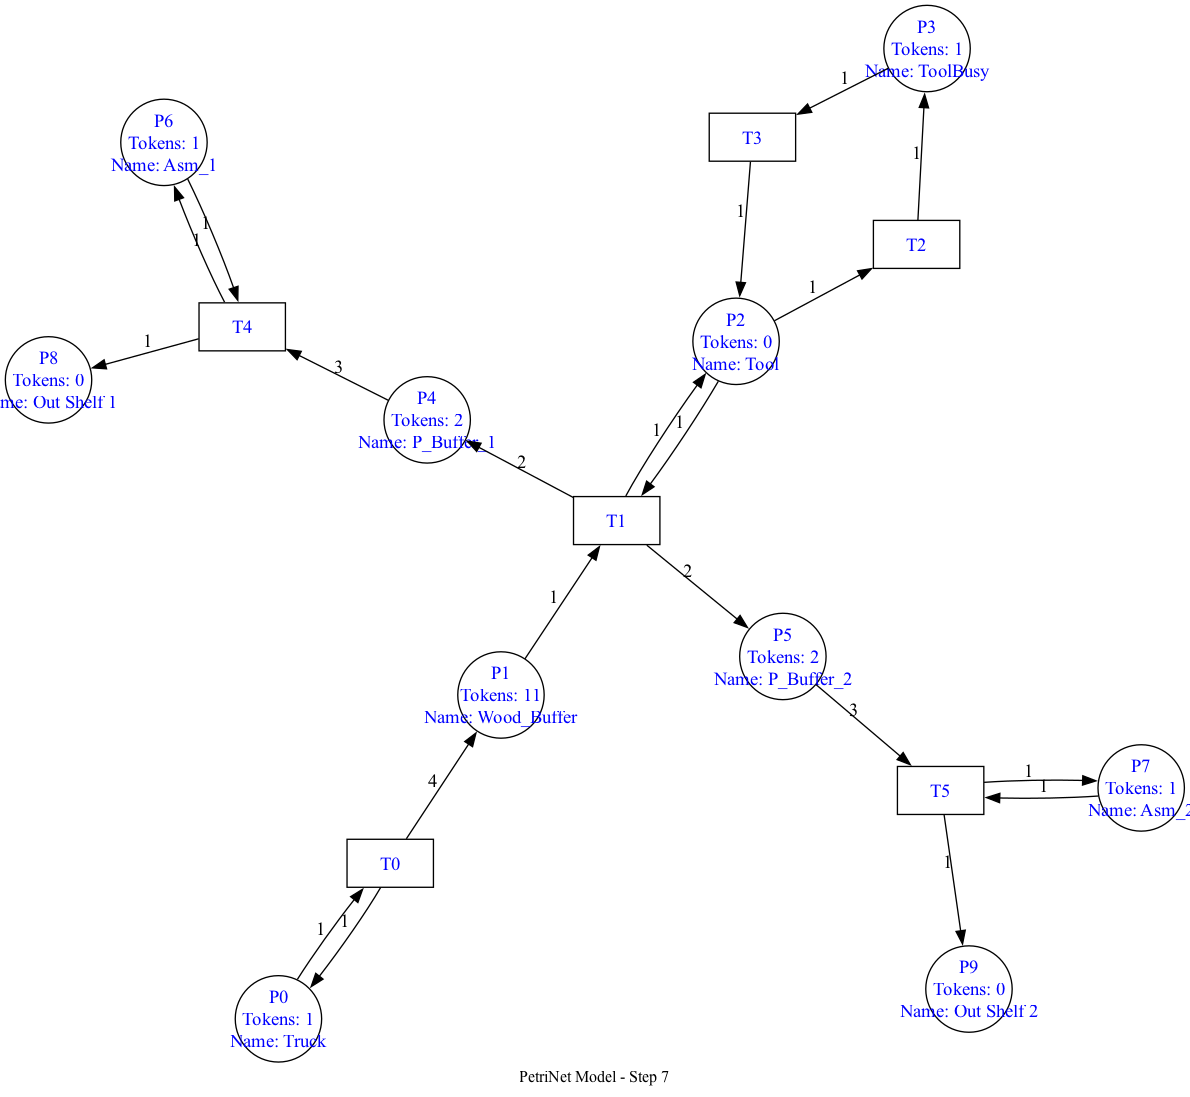 P3
Tokens: 1
Name: ToolBusy
1
T3
P6
Tokens: 1
Name: Asm_1
1
1
T2
1
1
1
1
T4
P2
Tokens: 0
Name: Tool
1
P8
Tokens: 0
me: Out Shelf 1
3
P4
Tokens: 2
Name: P_Buffer_1
1
1
2
T1
2
1
P5
Tokens: 2
Name: P_Buffer_2
P1
Tokens: 11
Name: Wood_Buffer
3
4
1
1
T5
P7
Tokens: 1
Name: Asm_2
T0
1
1
1
P9
Tokens: 0
Name: Out Shelf 2
P0
Tokens: 1
Name: Truck
PetriNet Model - Step 7